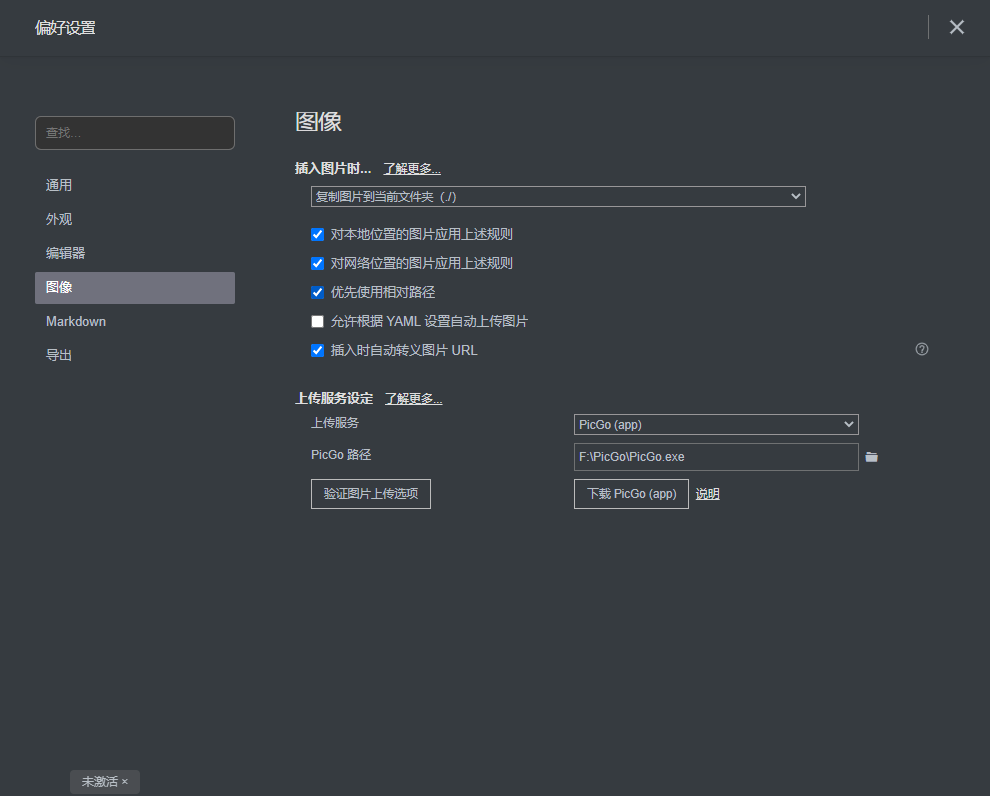 偏好设置
查找...
通用
外观
编辑器
图像
Markdown
导出
图像
插入图片时... 了解更多...
复制图片到当前文件夹（./）
对本地位置的图片应用上述规则
对网络位置的图片应用上述规则
优先使用相对路径
允许根据 YAML 设置自动上传图片
插入时自动转义图片 URL
上传服务设定 了解更多...
上传服务 PicGo (app)
PicGo 路径 F:\PicGo\PicGo.exe
验证图片上传选项 下载 PicGo (app) 说明
未激活 ×